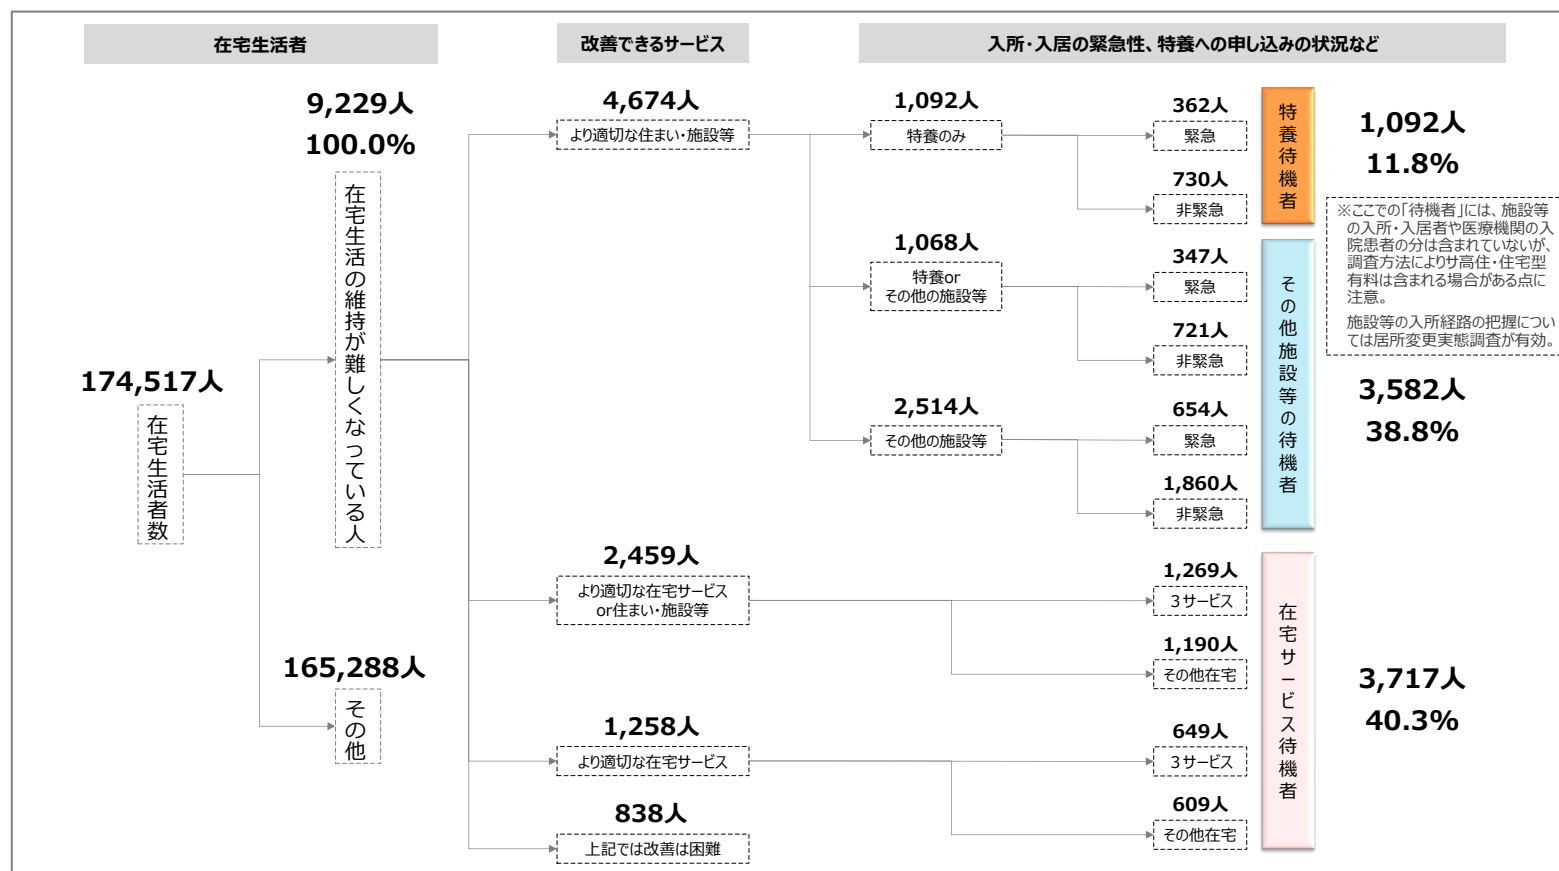 在宅生活者
改善できるサービス
入所・入居の緊急性、特養への申し込みの状況など
174,517人
在宅生活者数
9,229人
100.0%
在宅生活の維持が難しくなっている人
165,288人
その他
4,674人
より適切な住まい・施設等
2,459人
より適切な在宅サービス
or住まい・施設等
1,258人
より適切な在宅サービス
838人
上記では改善は困難
1,092人
特養のみ
1,068人
特養or
その他の施設等
2,514人
その他の施設等
362人
緊急
730人
非緊急
347人
緊急
721人
非緊急
654人
緊急
1,860人
非緊急
1,269人
3サービス
1,190人
その他在宅
649人
3サービス
609人
その他在宅
特養待機者
1,092人
11.8%
※ここでの「待機者」には、施設等
の入所・入居者や医療機関の入
院患者の分は含まれていないが、
調査方法によりサ高住・住宅型
有料は含まれる場合がある点に
注意。
施設等の入所経路の把握につい
ては居所変更実態調査が有効。
その他施設等の待機者
3,582人
38.8%
在宅サービス待機者
3,717人
40.3%